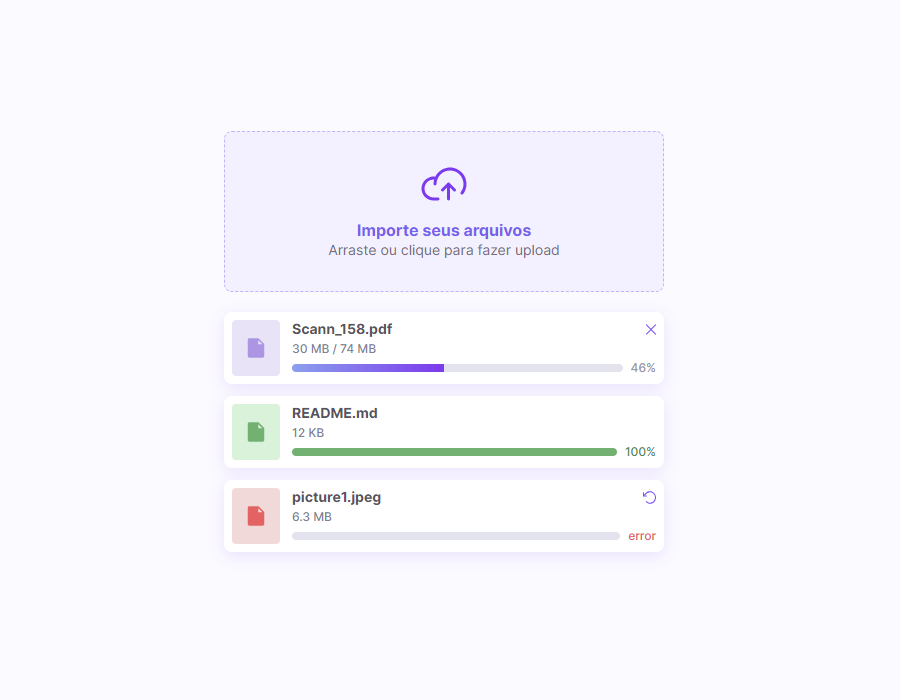 Importe seus arquivos
Arraste ou clique para fazer upload
Scann_158.pdf
30 MB / 74 MB
46%
README.md
12 KB
100%
picture1.jpeg
6.3 MB
error